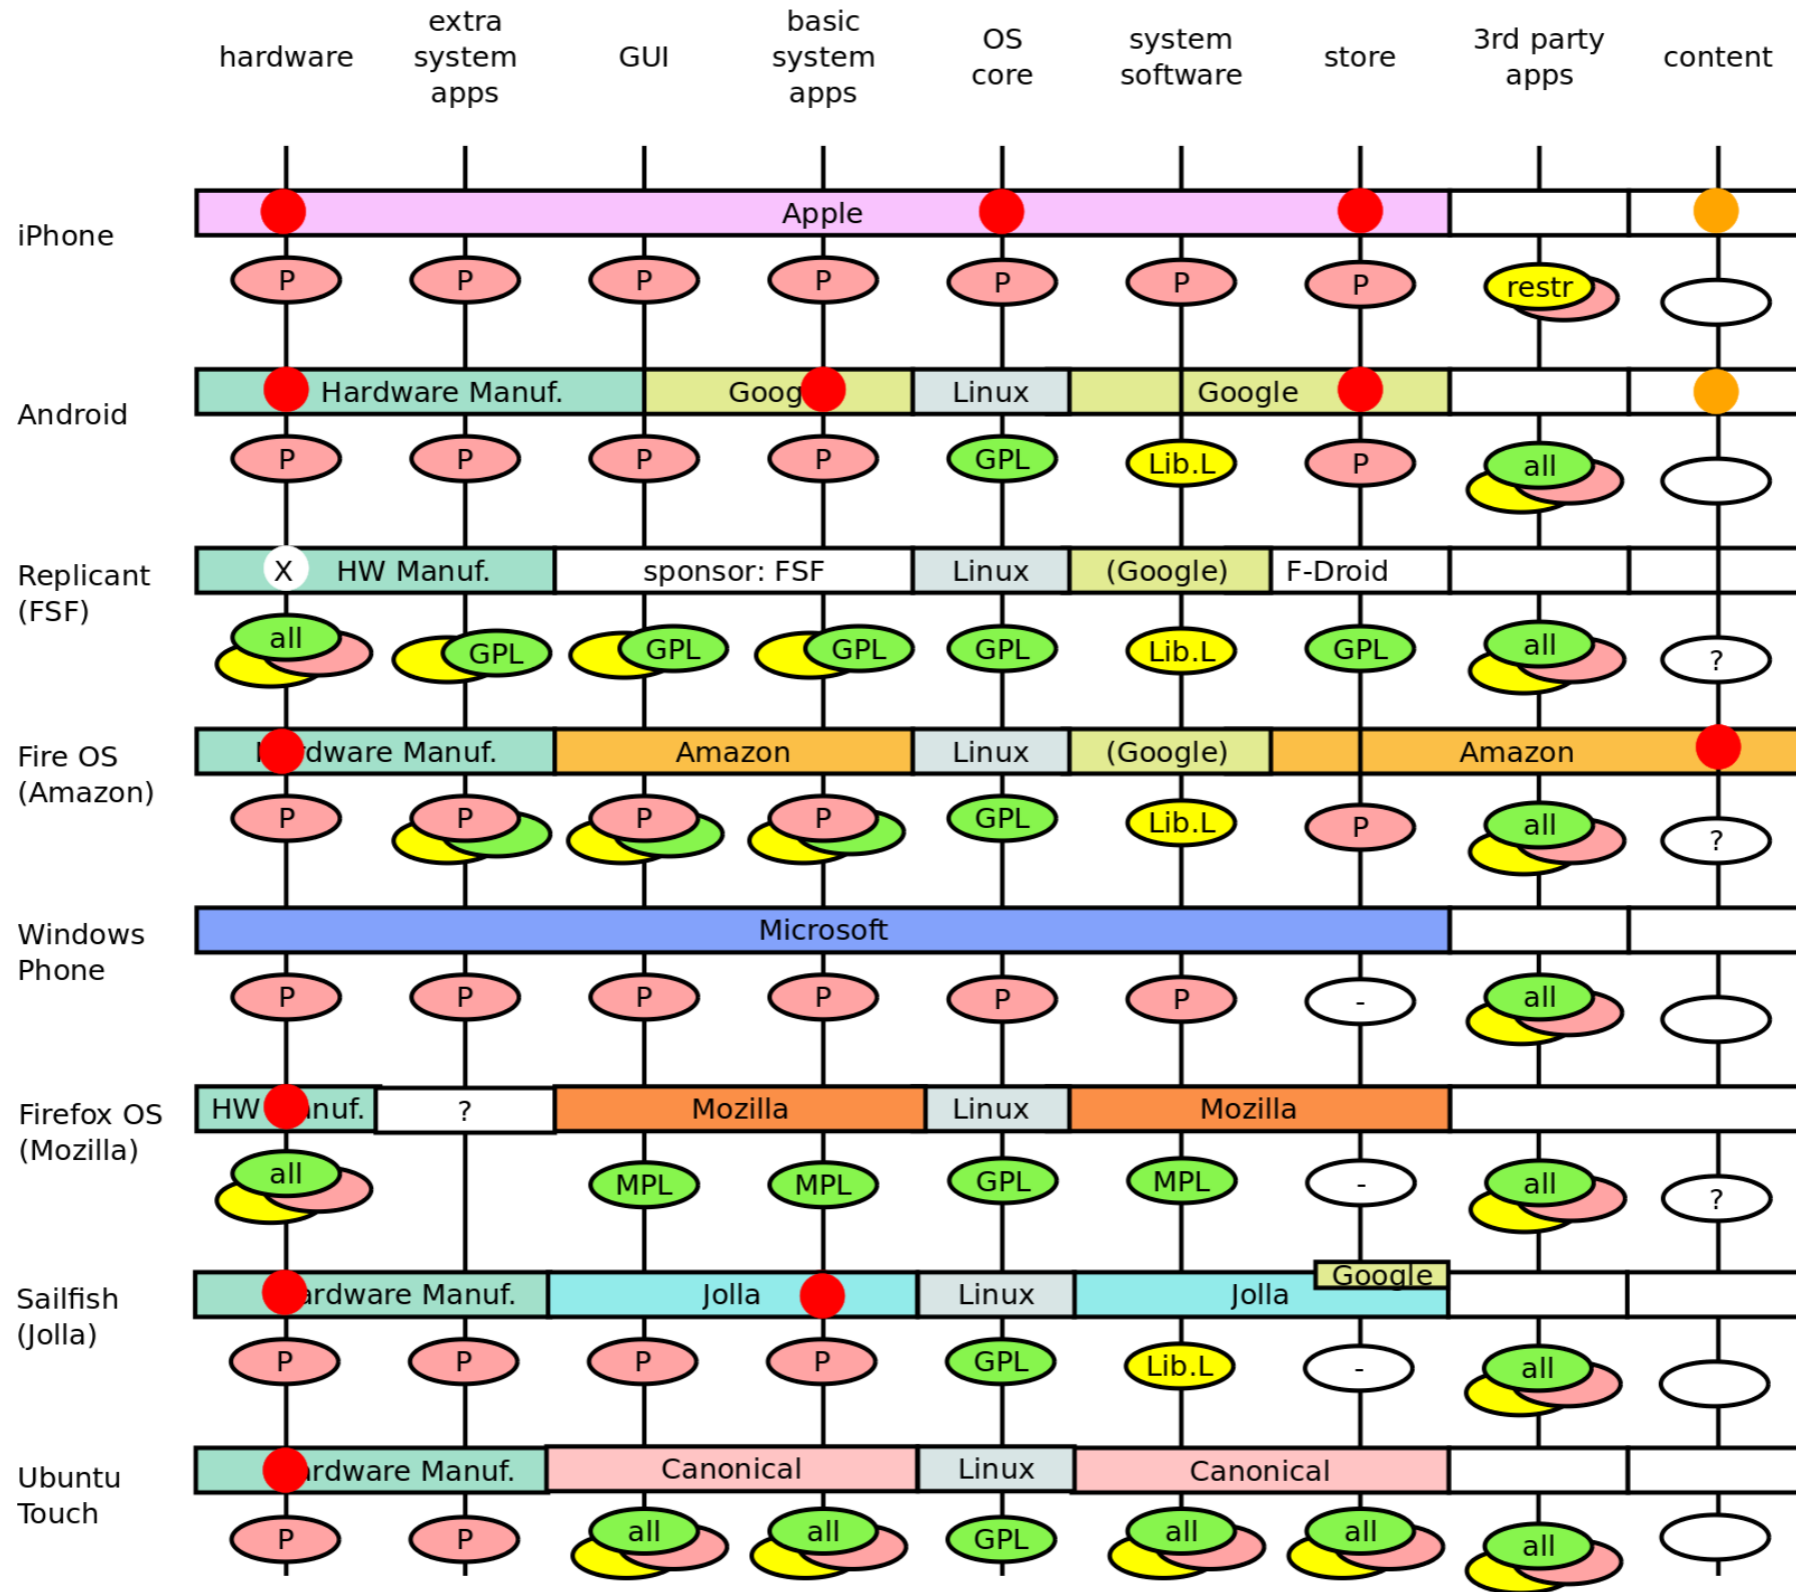 hardware
extra
system
apps
GUI
basic
system
apps
OS
core
system
software
store
3rd party
apps
content
iPhone
Apple
P P P P P P P restr
Android
Hardware Manuf. Goog Linux Google
P P P P GPL Lib.L P all
Replicant
(FSF)
X HW Manuf. sponsor: FSF Linux (Google) F-Droid
all GPL GPL GPL GPL Lib.L GPL all ?
Fire OS
(Amazon)
rdware Manuf. Amazon Linux (Google) Amazon
P P P P GPL Lib.L P all ?
Windows
Phone
Microsoft
P P P P P P - all
Firefox OS
(Mozilla)
HW nuf. ? Mozilla Linux Mozilla
all MPL MPL GPL MPL - all ?
Sailfish
(Jolla)
ardware Manuf. Jolla Linux Jolla Google
P P P P GPL Lib.L - all
Ubuntu
Touch
ardware Manuf. Canonical Linux Canonical
P P all all GPL all all all